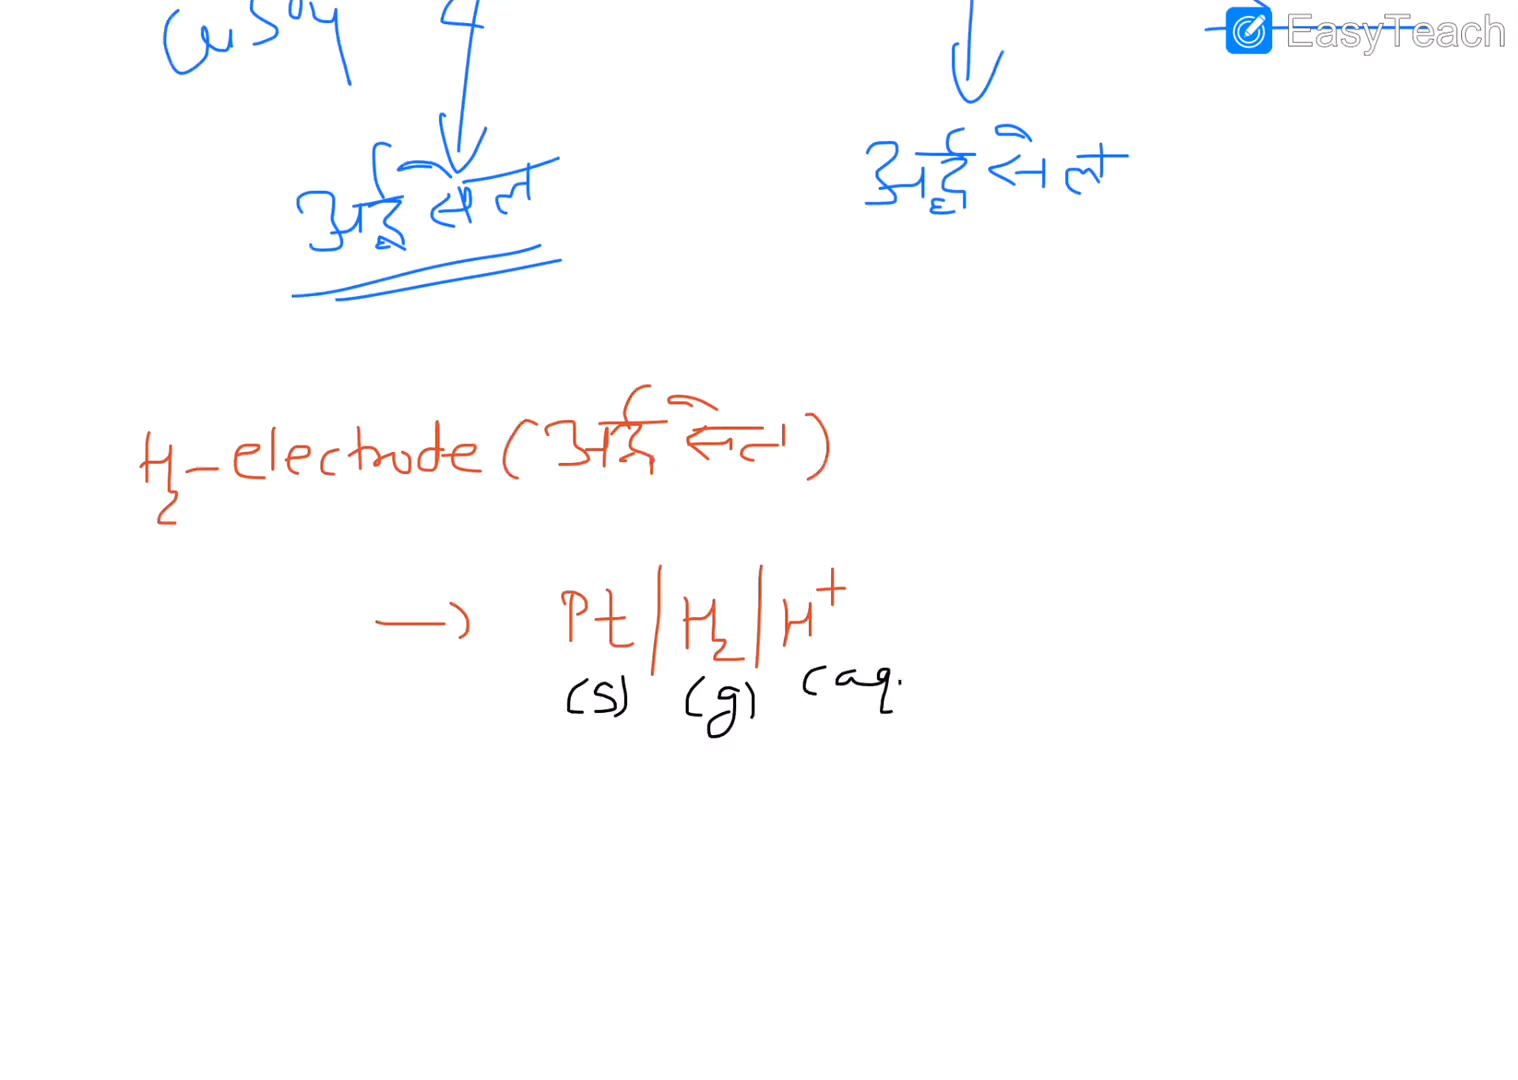 CuSO4
EasyTeach
अर्द्ध सेल
अर्द्ध सेल
H2-electrode (अर्द्ध सेल)
→ Pt | H2 | H+
(s) (g) (aq.